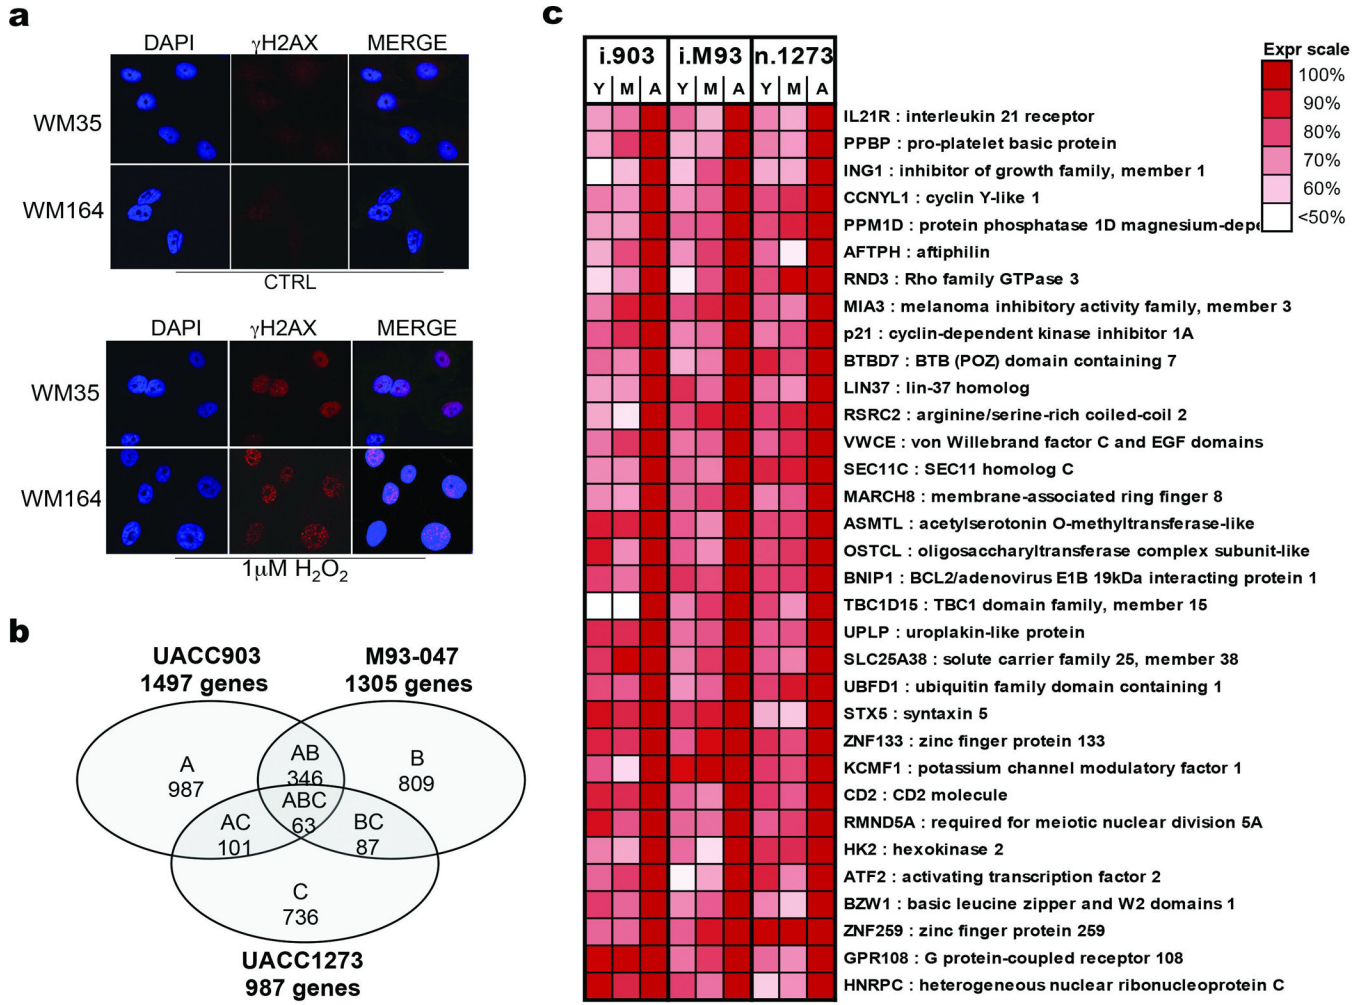 a
DAPI γH2AX MERGE
WM35
WM164
CTRL
DAPI γH2AX MERGE
WM35
WM164
1µM H₂O₂
b
UACC903
1497 genes
M93-047
1305 genes
A
987
AB
346
B
809
ABC
63
AC
101
BC
87
C
736
UACC1273
987 genes
c
i.903 i.M93 n.1273
Y M A Y M A Y M A
IL21R : interleukin 21 receptor
PPBP : pro-platelet basic protein
ING1 : inhibitor of growth family, member 1
CCNYL1 : cyclin Y-like 1
PPM1D : protein phosphatase 1D magnesium-depe
AFTPH : aftiphilin
RND3 : Rho family GTPase 3
MIA3 : melanoma inhibitory activity family, member 3
p21 : cyclin-dependent kinase inhibitor 1A
BTBD7 : BTB (POZ) domain containing 7
LIN37 : lin-37 homolog
RSRC2 : arginine/serine-rich coiled-coil 2
VWCE : von Willebrand factor C and EGF domains
SEC11C : SEC11 homolog C
MARCH8 : membrane-associated ring finger 8
ASMTL : acetylserotonin O-methyltransferase-like
OSTCL : oligosaccharyltransferase complex subunit-like
BNIP1 : BCL2/adenovirus E1B 19kDa interacting protein 1
TBC1D15 : TBC1 domain family, member 15
UPLP : uroplakin-like protein
SLC25A38 : solute carrier family 25, member 38
UBFD1 : ubiquitin family domain containing 1
STX5 : syntaxin 5
ZNF133 : zinc finger protein 133
KCMF1 : potassium channel modulatory factor 1
CD2 : CD2 molecule
RMND5A : required for meiotic nuclear division 5A
HK2 : hexokinase 2
ATF2 : activating transcription factor 2
BZW1 : basic leucine zipper and W2 domains 1
ZNF259 : zinc finger protein 259
GPR108 : G protein-coupled receptor 108
HNRPC : heterogeneous nuclear ribonucleoprotein C
Expr scale
100%
90%
80%
70%
60%
<50%